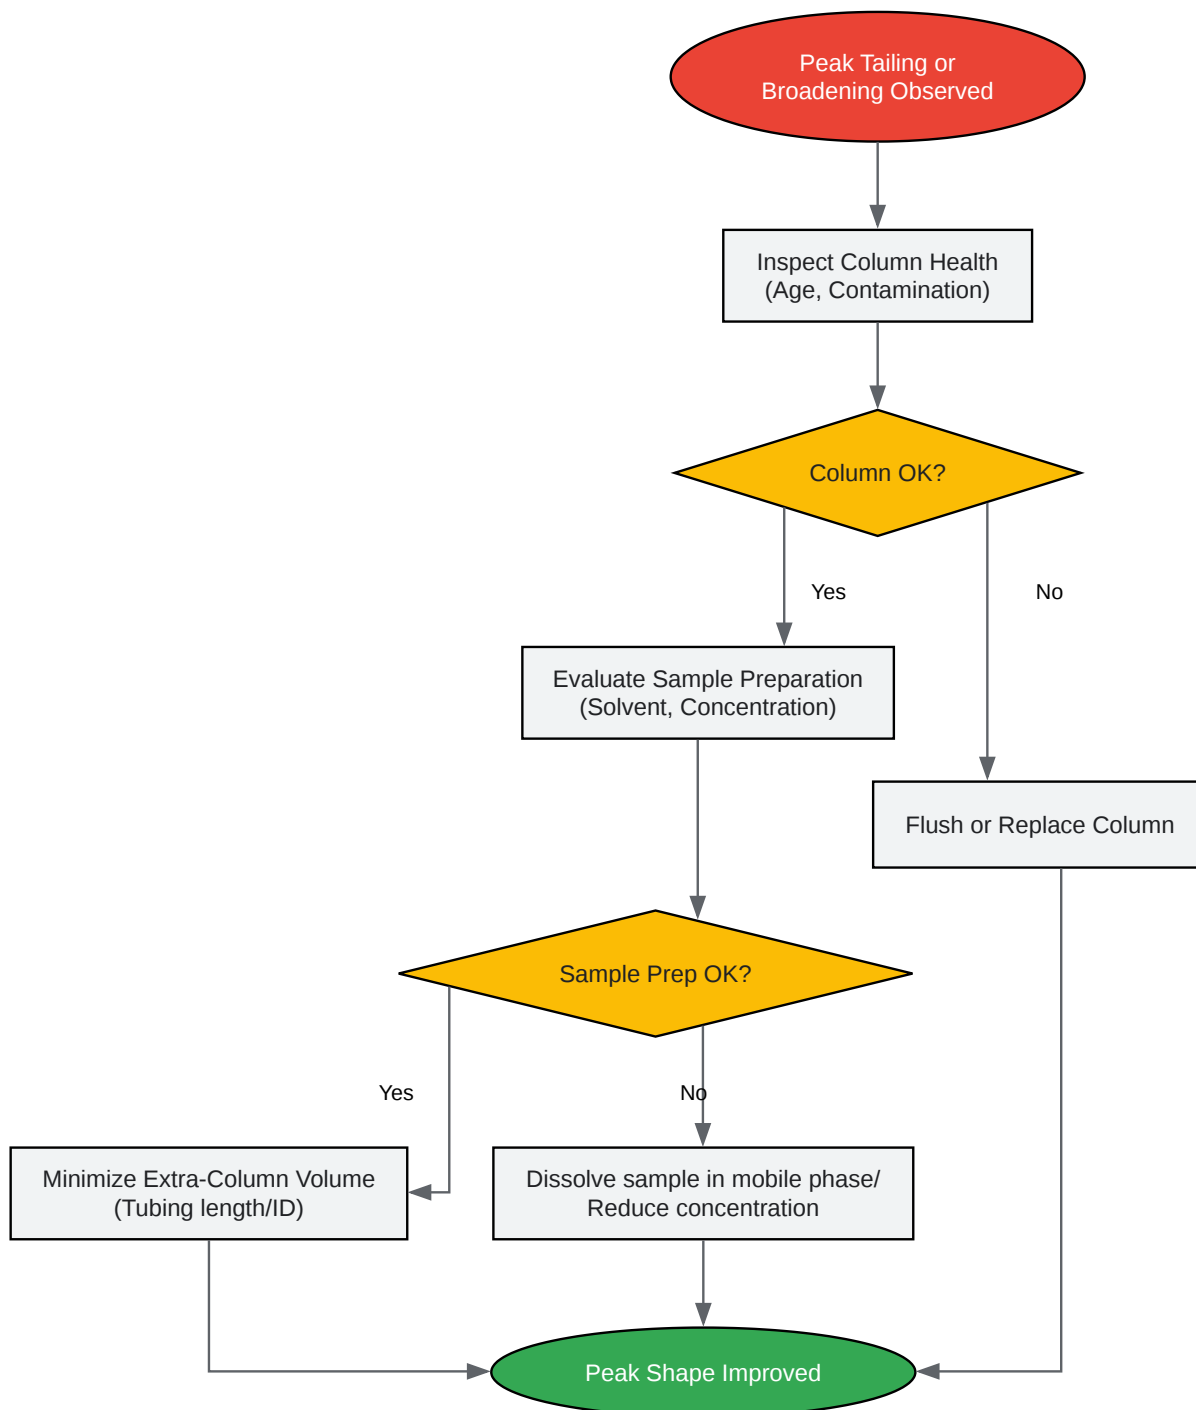 Peak Tailing or
Broadening Observed
Inspect Column Health
(Age, Contamination)
Column OK?
Yes
No
Evaluate Sample Preparation
(Solvent, Concentration)
Flush or Replace Column
Sample Prep OK?
Yes
No
Minimize Extra-Column Volume
(Tubing length/ID)
Dissolve sample in mobile phase/
Reduce concentration
Peak Shape Improved